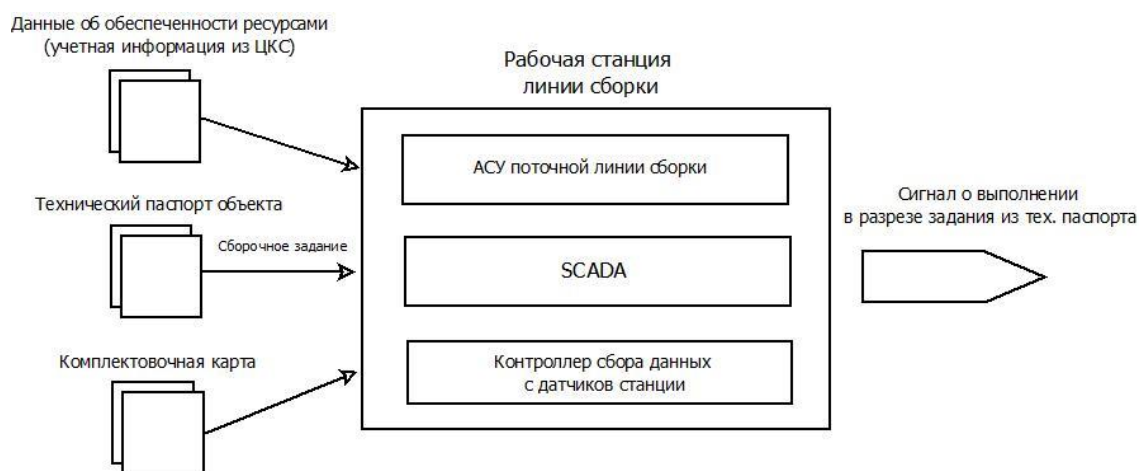 Данные об обеспеченности ресурсами
(учетная информация из ЦКС)
Рабочая станция
линии сборки
АСУ поточной линии сборки
Технический паспорт объекта
Сборочное задание
SCADA
Сигнал о выполнении
в разрезе задания из тех. паспорта
Комплектовочная карта
Контроллер сбора данных
с датчиков станции